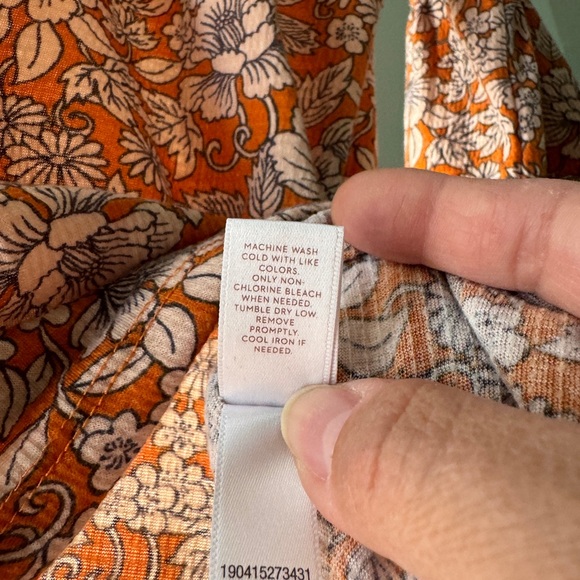 MACHINE WASH
COLD WITH LIKE
COLORS.
ONLY NON-
CHLORINE BLEACH
WHEN NEEDED.
TUMBLE DRY LOW
REMOVE
PROMPTLY.
COOL IRON IF
NEEDED.
190415273431